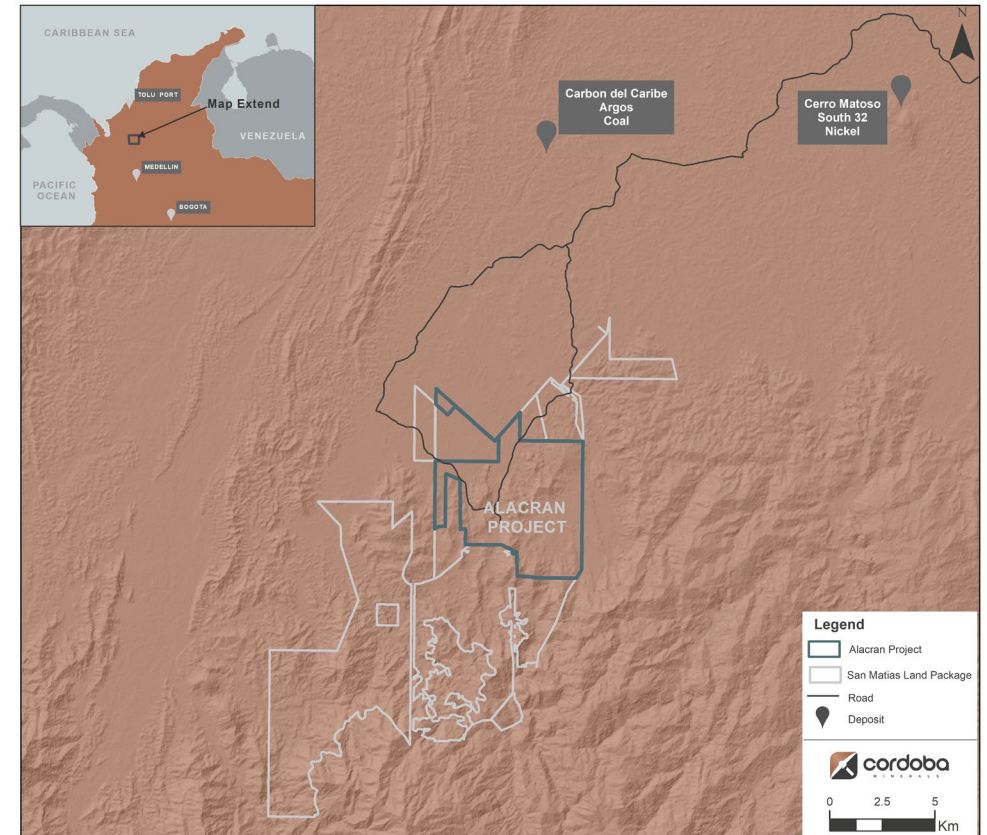 CARIBBEAN SEA
TOLU PORT
Map Extend
VENEZUELA
MEDELLIN
PACIFIC
OCEAN
BOGOTA
N
Carbon del Caribe
Argos
Coal
Cerro Matoso
South 32
Nickel
ALACRAN
PROJECT
Legend
Alacran Project
San Matias Land Package
Road
Deposit
cordoba
MINERALS
0 2.5 5
Km